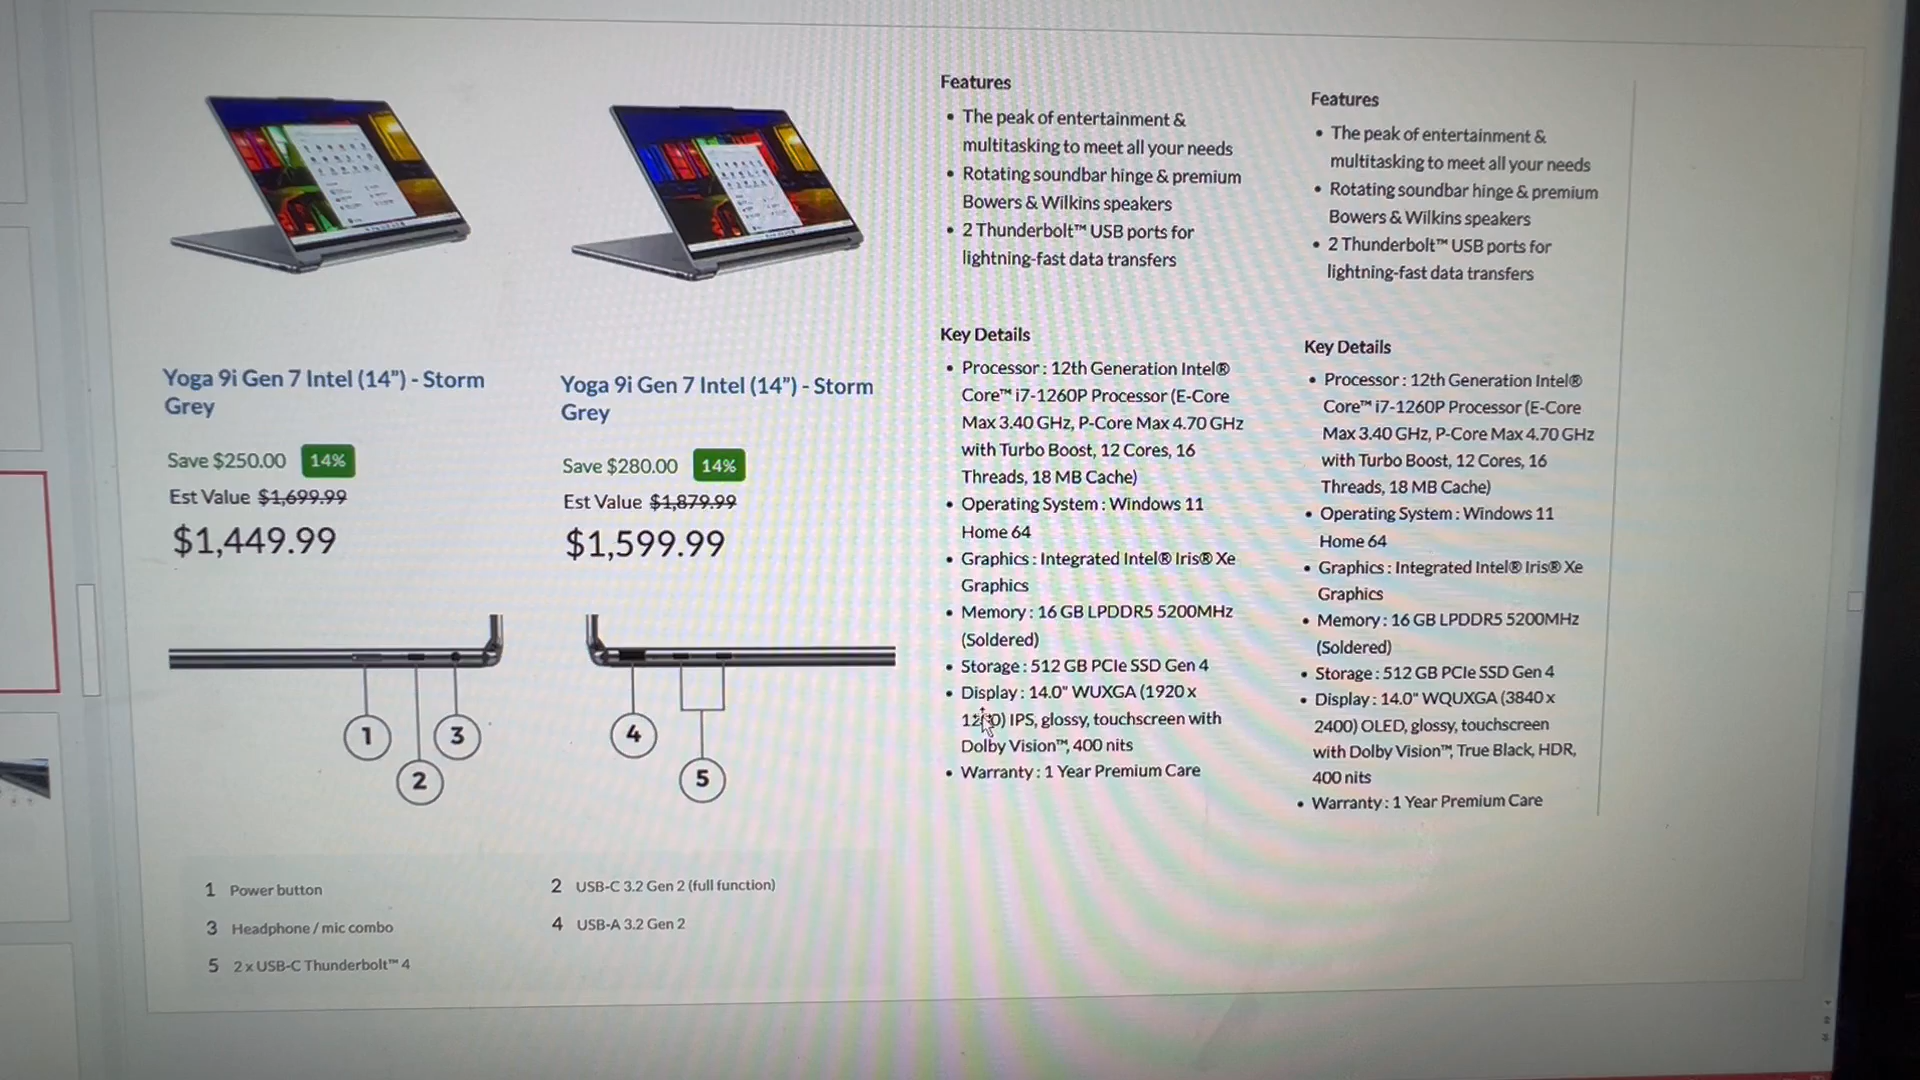 Yoga 9i Gen 7 Intel (14”) - Storm
Grey
Save $250.00 14%
Est Value $1,699.99
$1,449.99
Yoga 9i Gen 7 Intel (14”) - Storm
Grey
Save $280.00 14%
Est Value $1,879.99
$1,599.99
1
2
3
4
5
1 Power button
2 USB-C 3.2 Gen 2 (full function)
3 Headphone / mic combo
4 USB-A 3.2 Gen 2
5 2 x USB-C Thunderbolt™ 4
Features
• The peak of entertainment &
multitasking to meet all your needs
• Rotating soundbar hinge & premium
Bowers & Wilkins speakers
• 2 Thunderbolt™ USB ports for
lightning-fast data transfers
Key Details
• Processor : 12th Generation Intel®
Core™ i7-1260P Processor (E-Core
Max 3.40 GHz, P-Core Max 4.70 GHz
with Turbo Boost, 12 Cores, 16
Threads, 18 MB Cache)
• Operating System : Windows 11
Home 64
• Graphics : Integrated Intel® Iris® Xe
Graphics
• Memory : 16 GB LPDDR5 5200MHz
(Soldered)
• Storage : 512 GB PCIe SSD Gen 4
• Display : 14.0" WUXGA (1920 x
IPS, glossy, touchscreen with
Dolby Vision™, 400 nits
• Warranty : 1 Year Premium Care
Features
• The peak of entertainment &
multitasking to meet all your needs
• Rotating soundbar hinge & premium
Bowers & Wilkins speakers
• 2 Thunderbolt™ USB ports for
lightning-fast data transfers
Key Details
• Processor : 12th Generation Intel®
Core™ i7-1260P Processor (E-Core
Max 3.40 GHz, P-Core Max 4.70 GHz
with Turbo Boost, 12 Cores, 16
Threads, 18 MB Cache)
• Operating System : Windows 11
Home 64
• Graphics : Integrated Intel® Iris® Xe
Graphics
• Memory : 16 GB LPDDR5 5200MHz
(Soldered)
• Storage : 512 GB PCIe SSD Gen 4
• Display : 14.0" WQUXGA (3840 x
2400) OLED, glossy, touchscreen
with Dolby Vision™, True Black, HDR,
400 nits
• Warranty : 1 Year Premium Care